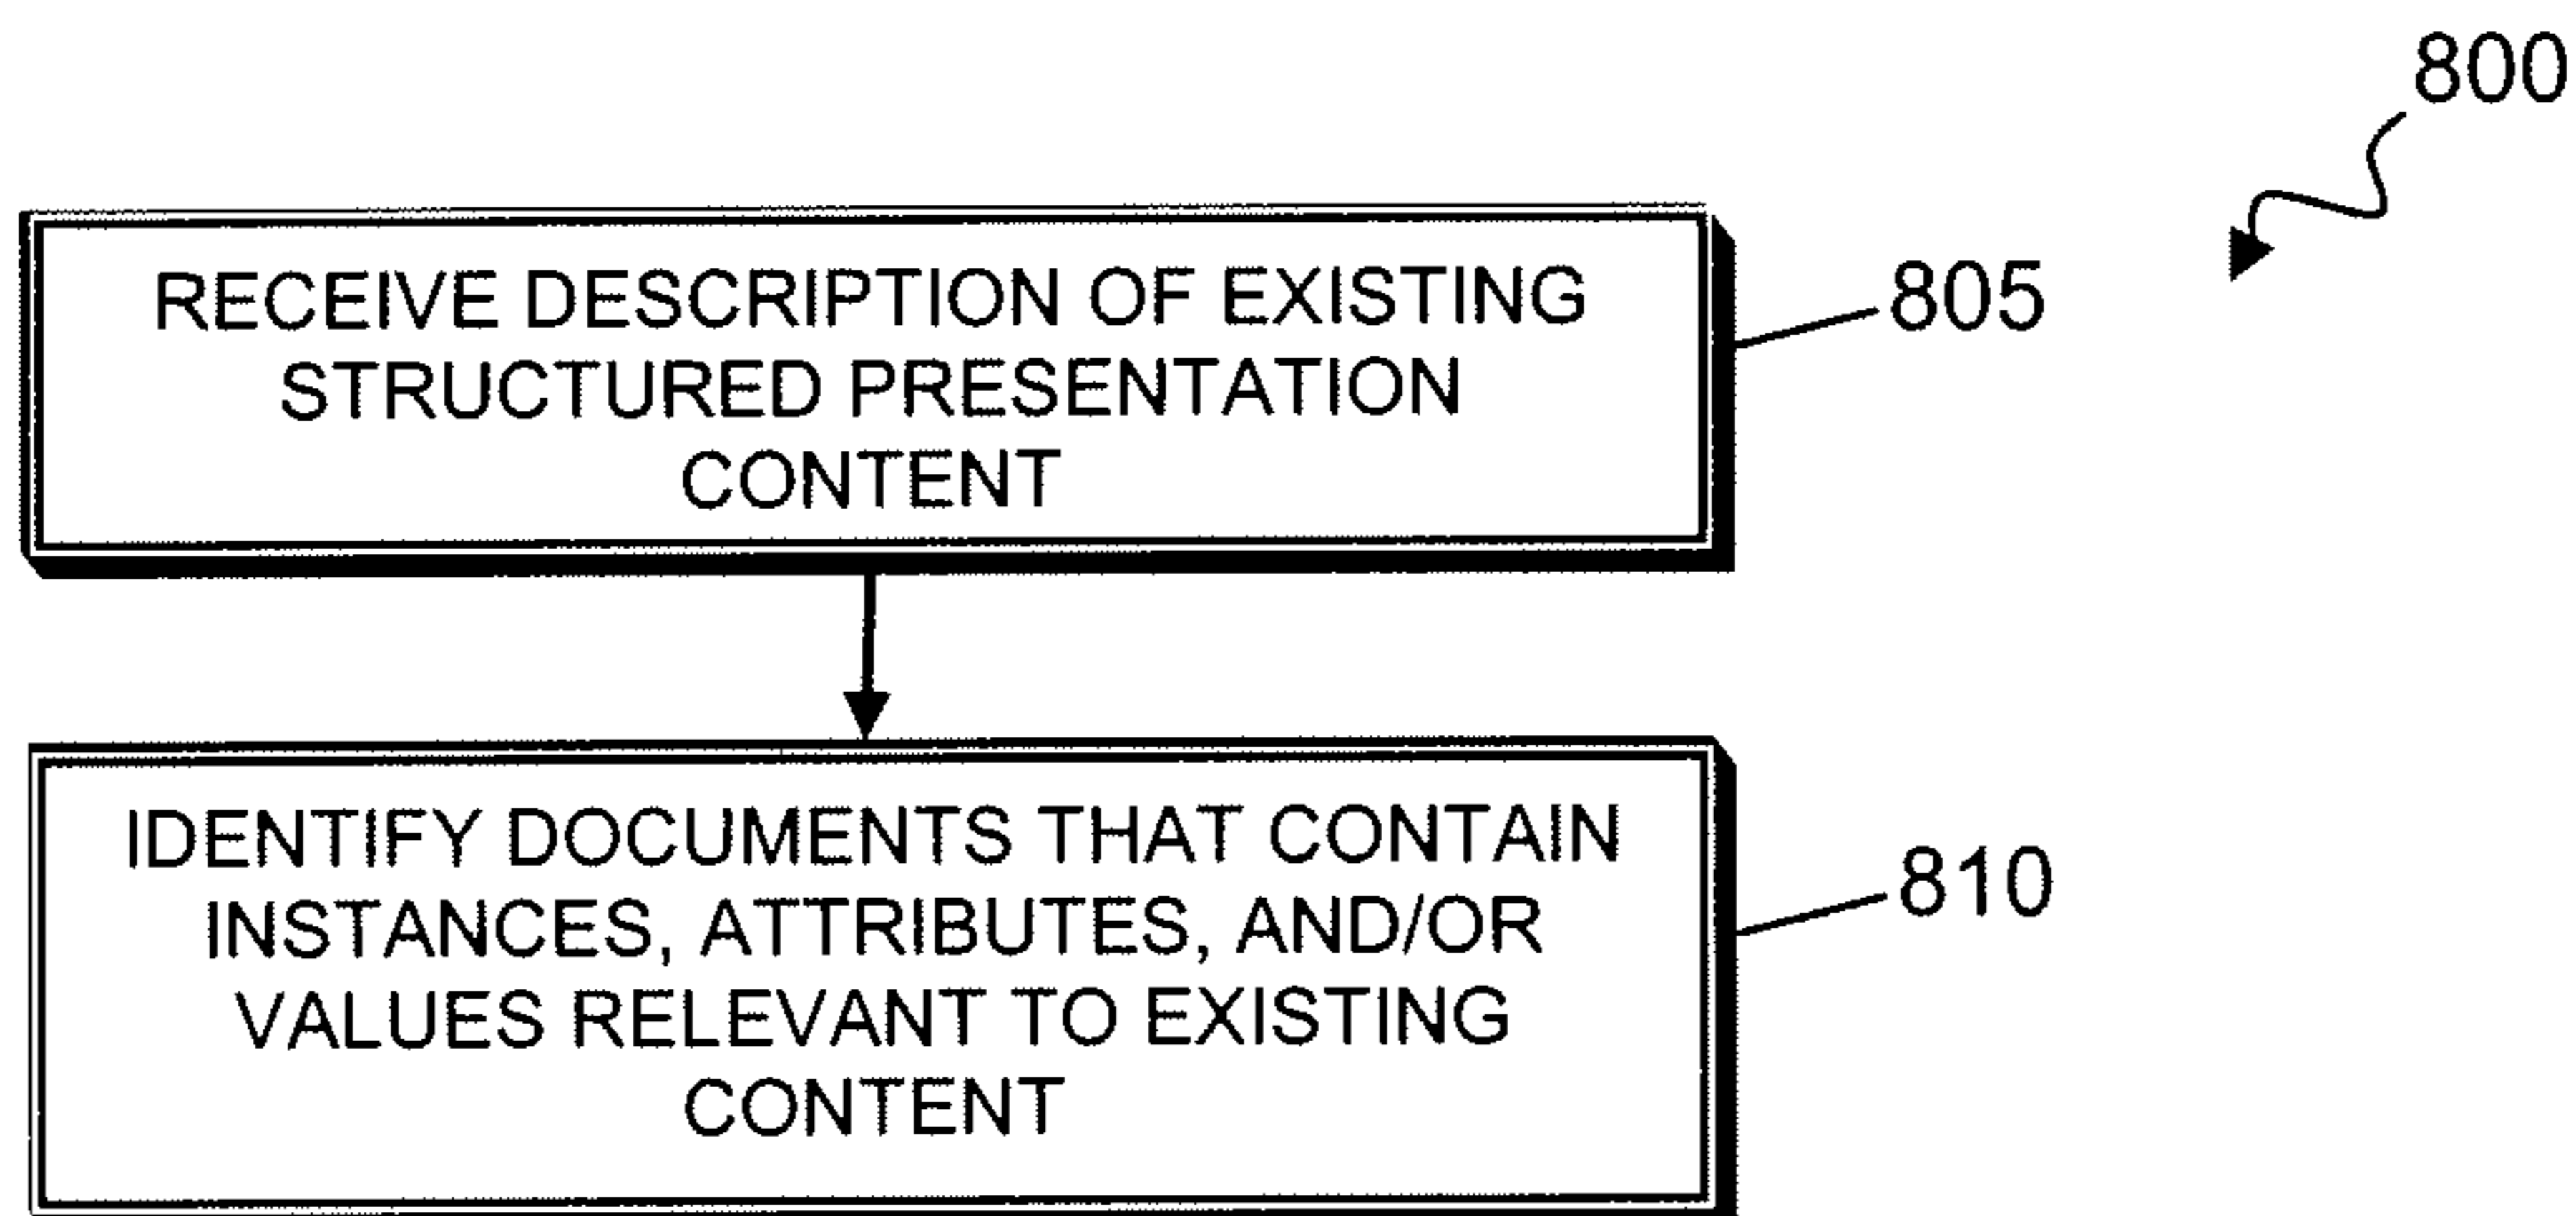 800
RECEIVE DESCRIPTION OF EXISTING
STRUCTURED PRESENTATION
CONTENT
805
IDENTIFY DOCUMENTS THAT CONTAIN
INSTANCES, ATTRIBUTES, AND/OR
VALUES RELEVANT TO EXISTING
CONTENT
810